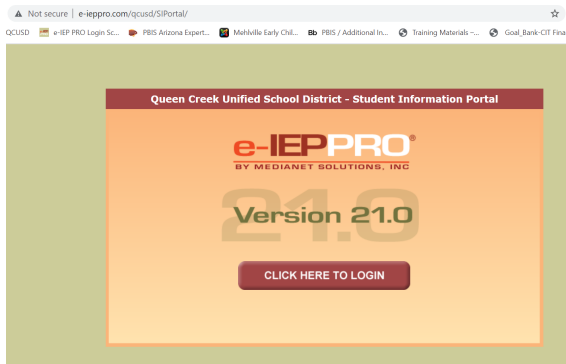 Not secure | e-ieppro.com/qcusd/SIPortal/
QCUSD e-IEP PRO Login Sc... PBIS Arizona Expert... Mehlville Early Chil... Bb PBIS / Additional In... Training Materials –... Goal_Bank-CIT Fina
Queen Creek Unified School District - Student Information Portal
e-IEPPRO®
BY MEDIANET SOLUTIONS, INC
21.0
Version 21.0
CLICK HERE TO LOGIN